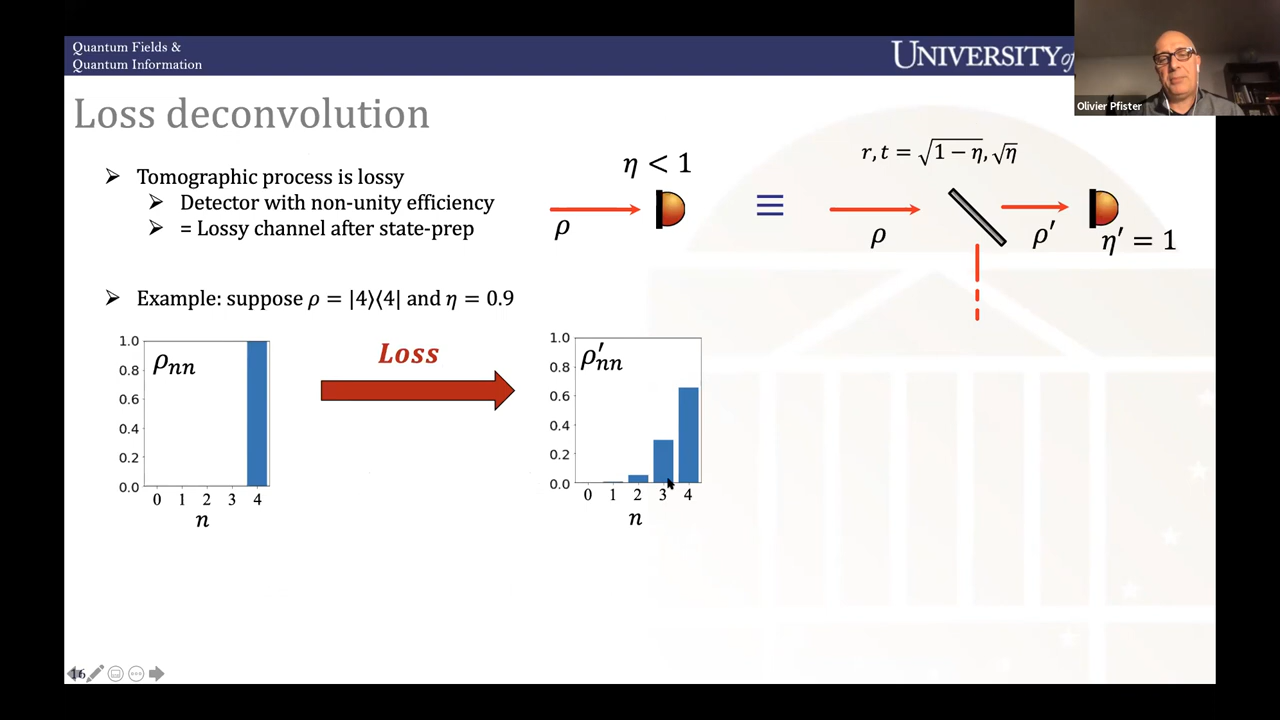 Quantum Fields &
Quantum Information
UNIVERSITY of
Olivier Pfister
Loss deconvolution
➢ Tomographic process is lossy
➢ Detector with non-unity efficiency
➢ = Lossy channel after state-prep
η < 1
ρ
≡
r, t = √(1 − η), √η
ρ
ρ′
η′ = 1
➢ Example: suppose ρ = |4⟩⟨4| and η = 0.9
ρnn
1.0
0.8
0.6
0.4
0.2
0.0
0 1 2 3 4
n
Loss
ρ′nn
1.0
0.8
0.6
0.4
0.2
0.0
0 1 2 3 4
n
16